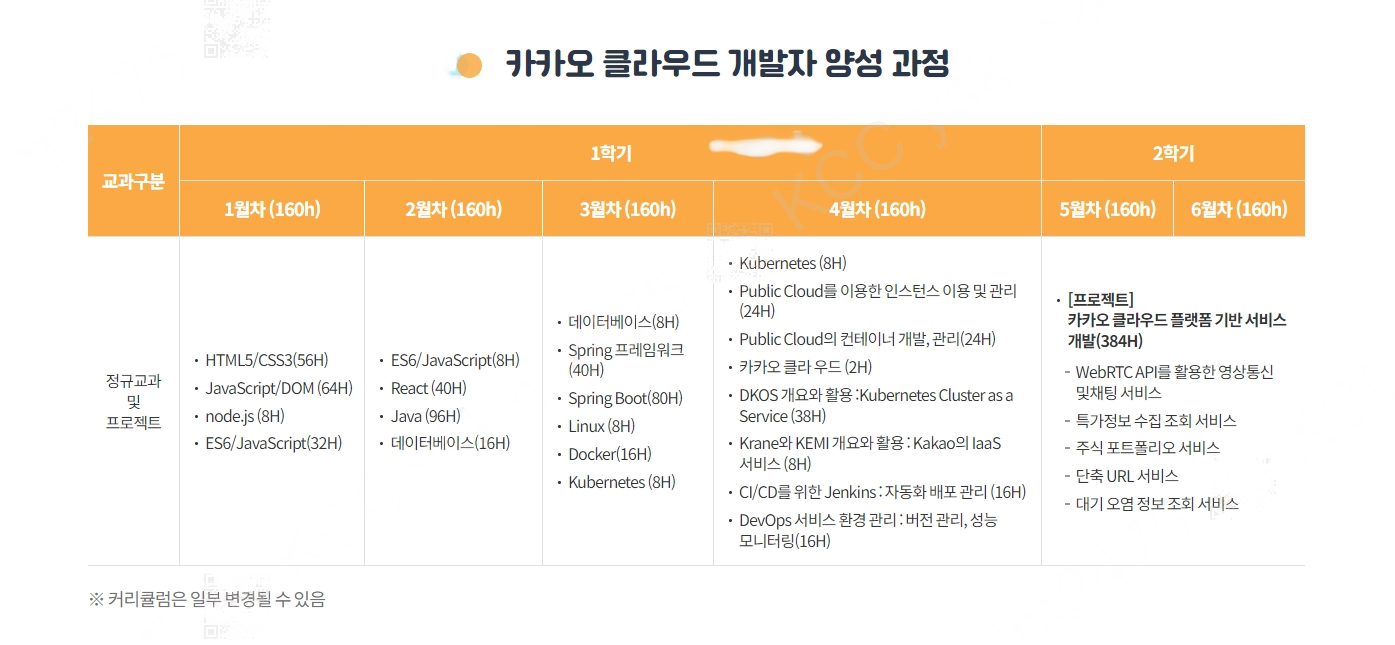 카카오 클라우드 개발자 양성 과정
교과구분
1학기
2학기
1월차 (160h)
2월차 (160h)
3월차 (160h)
4월차 (160h)
5월차 (160h)
6월차 (160h)
정규교과
및
프로젝트
• HTML5/CSS3(56H)
• JavaScript/DOM (64H)
• node.js (8H)
• ES6/JavaScript(32H)
• ES6/JavaScript(8H)
• React (40H)
• Java (96H)
• 데이터베이스(16H)
• 데이터베이스(8H)
• Spring 프레임워크
(40H)
• Spring Boot(80H)
• Linux (8H)
• Docker(16H)
• Kubernetes (8H)
• Kubernetes (8H)
• Public Cloud를 이용한 인스턴스 이용 및 관리
(24H)
• Public Cloud의 컨테이너 개발, 관리(24H)
• 카카오 클라 우드 (2H)
• DKOS 개요와 활용 :Kubernetes Cluster as a
Service (38H)
• Krane와 KEMI 개요와 활용 : Kakao의 IaaS
서비스 (8H)
• CI/CD를 위한 Jenkins : 자동화 배포 관리 (16H)
• DevOps 서비스 환경 관리 : 버전 관리, 성능
모니터링(16H)
• [프로젝트]
카카오 클라우드 플랫폼 기반 서비스
개발(384H)
- WebRTC API를 활용한 영상통신
및채팅 서비스
- 특가정보 수집 조회 서비스
- 주식 포트폴리오 서비스
- 단축 URL 서비스
- 대기 오염 정보 조회 서비스
※ 커리큘럼은 일부 변경될 수 있음
KCC